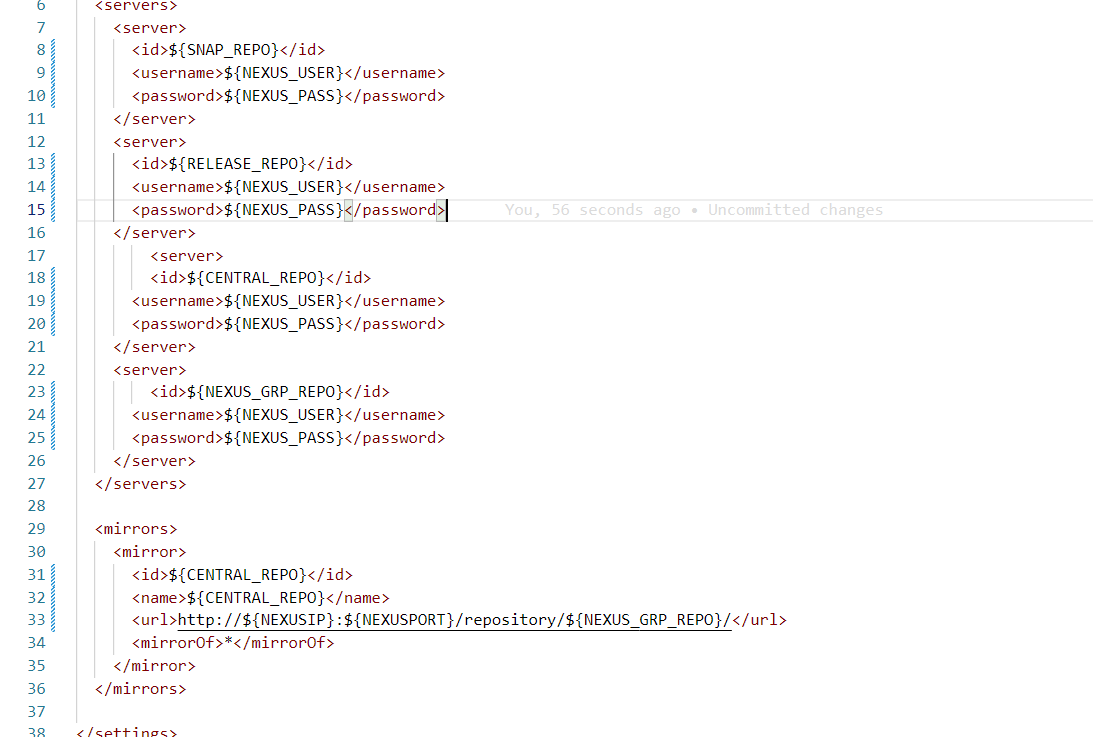 6 <servers>
7 <server>
8 <id>${SNAP_REPO}</id>
9 <username>${NEXUS_USER}</username>
10 <password>${NEXUS_PASS}</password>
11 </server>
12 <server>
13 <id>${RELEASE_REPO}</id>
14 <username>${NEXUS_USER}</username>
15 <password>${NEXUS_PASS}</password> You, 56 seconds ago • Uncommitted changes
16 </server>
17 <server>
18 <id>${CENTRAL_REPO}</id>
19 <username>${NEXUS_USER}</username>
20 <password>${NEXUS_PASS}</password>
21 </server>
22 <server>
23 <id>${NEXUS_GRP_REPO}</id>
24 <username>${NEXUS_USER}</username>
25 <password>${NEXUS_PASS}</password>
26 </server>
27 </servers>
28
29 <mirrors>
30 <mirror>
31 <id>${CENTRAL_REPO}</id>
32 <name>${CENTRAL_REPO}</name>
33 <url>http://${NEXUSIP}:${NEXUSPORT}/repository/${NEXUS_GRP_REPO}/</url>
34 <mirrorOf>*</mirrorOf>
35 </mirror>
36 </mirrors>
37
38 </settings>